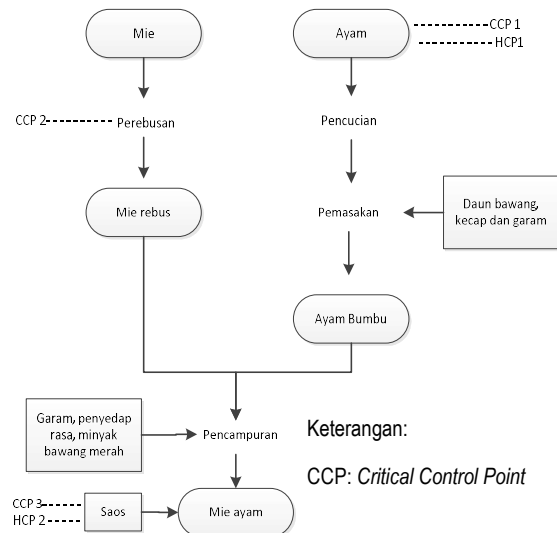 Mie
Ayam
CCP 1
HCP1
CCP 2
Perebusan
Pencucian
Mie rebus
Pemasakan
Daun bawang,
kecap dan garam
Ayam Bumbu
Garam, penyedap
rasa, minyak
bawang merah
Pencampuran
Keterangan:
CCP: Critical Control Point
CCP 3
HCP 2
Saos
Mie ayam